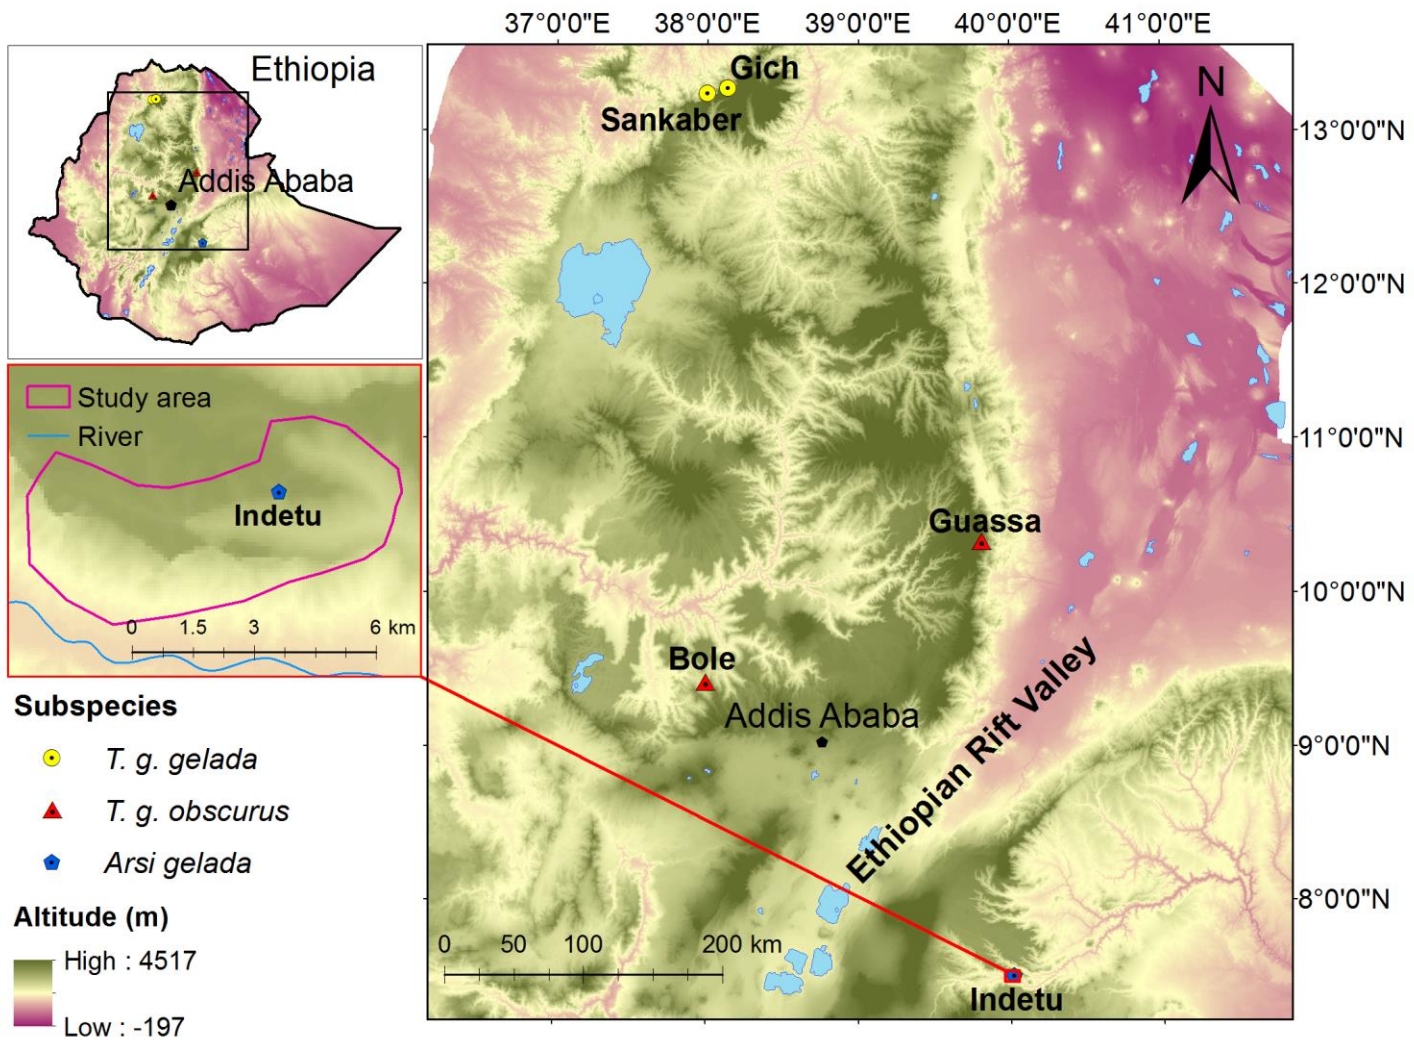 37°0'0"E
38°0'0"E
39°0'0"E
40°0'0"E
41°0'0"E
Ethiopia
Addis Ababa
Study area
River
Indetu
0
1.5
3
6 km
Subspecies
T. g. gelada
T. g. obscurus
Arsi gelada
Altitude (m)
High : 4517
Low : -197
Gich
Sankaber
N
Guassa
Bole
Addis Ababa
Ethiopian Rift Valley
0
50
100
200 km
Indetu
13°0'0"N
12°0'0"N
11°0'0"N
10°0'0"N
9°0'0"N
8°0'0"N